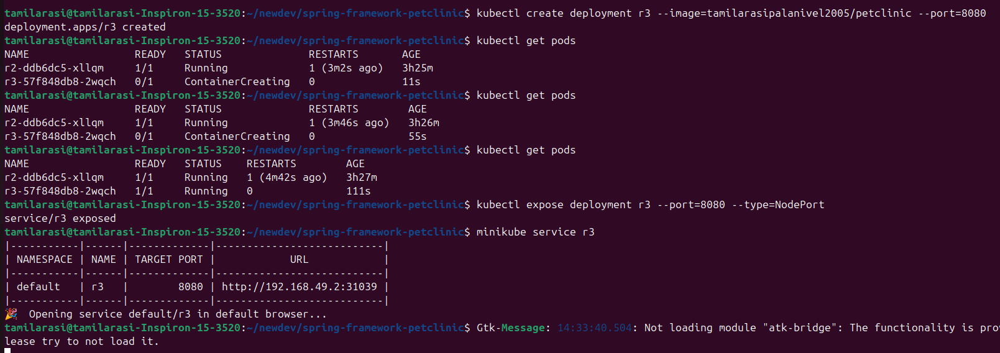 tamilarasi@tamilarasi-Inspiron-15-3520:~/newdev/spring-framework-petclinic$ kubectl create deployment r3 --image=tamilarasipalanivel2005/petclinic --port=8080
deployment.apps/r3 created
tamilarasi@tamilarasi-Inspiron-15-3520:~/newdev/spring-framework-petclinic$ kubectl get pods
NAME                 READY   STATUS              RESTARTS       AGE
r2-ddb6dc5-xllqm     1/1     Running             1 (3m2s ago)   3h25m
r3-57f848db8-2wqch   0/1     ContainerCreating   0              11s
tamilarasi@tamilarasi-Inspiron-15-3520:~/newdev/spring-framework-petclinic$ kubectl get pods
NAME                 READY   STATUS              RESTARTS        AGE
r2-ddb6dc5-xllqm     1/1     Running             1 (3m46s ago)   3h26m
r3-57f848db8-2wqch   0/1     ContainerCreating   0               55s
tamilarasi@tamilarasi-Inspiron-15-3520:~/newdev/spring-framework-petclinic$ kubectl get pods
NAME                 READY   STATUS    RESTARTS        AGE
r2-ddb6dc5-xllqm     1/1     Running   1 (4m42s ago)   3h27m
r3-57f848db8-2wqch   1/1     Running   0               111s
tamilarasi@tamilarasi-Inspiron-15-3520:~/newdev/spring-framework-petclinic$ kubectl expose deployment r3 --port=8080 --type=NodePort
service/r3 exposed
tamilarasi@tamilarasi-Inspiron-15-3520:~/newdev/spring-framework-petclinic$ minikube service r3
|-----------|------|-------------|---------------------------|
| NAMESPACE | NAME | TARGET PORT |            URL            |
|-----------|------|-------------|---------------------------|
| default   | r3   |        8080 | http://192.168.49.2:31039 |
|-----------|------|-------------|---------------------------|
🎉  Opening service default/r3 in default browser...
tamilarasi@tamilarasi-Inspiron-15-3520:~/newdev/spring-framework-petclinic$ Gtk-Message: 14:33:40.504: Not loading module "atk-bridge": The functionality is pro
lease try to not load it.